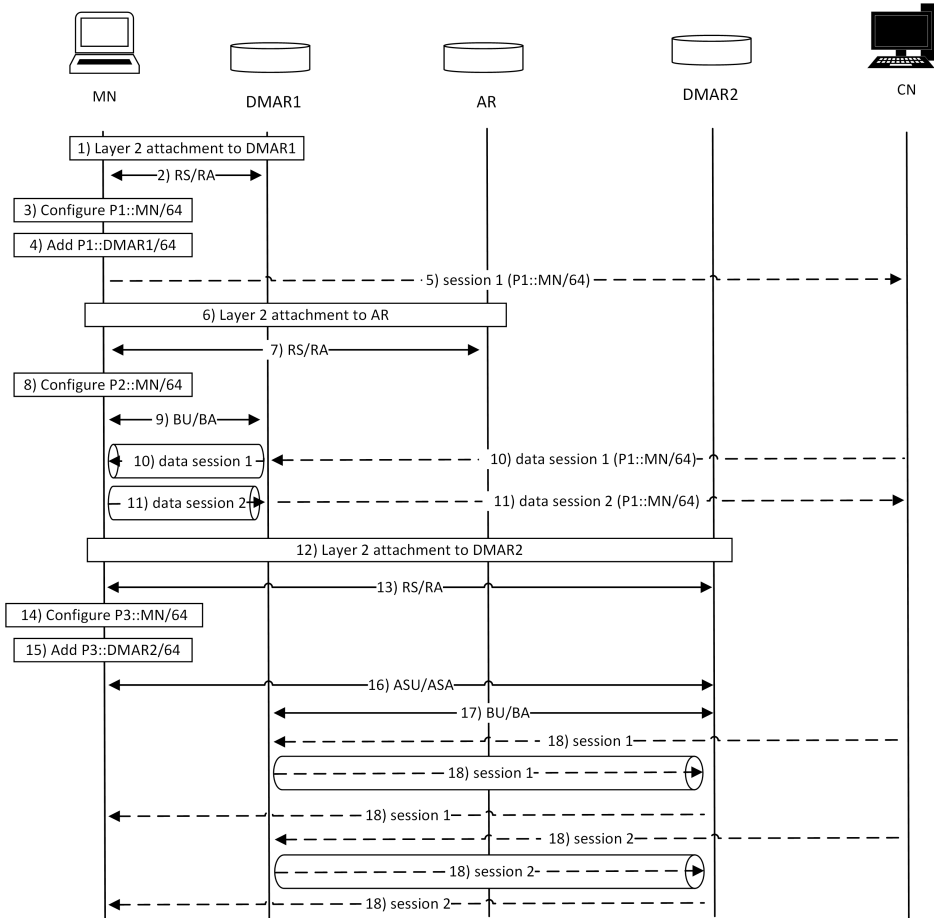 MN
DMAR1
AR
DMAR2
CN
1) Layer 2 attachment to DMAR1
2) RS/RA
3) Configure P1::MN/64
4) Add P1::DMAR1/64
5) session 1 (P1::MN/64)
6) Layer 2 attachment to AR
7) RS/RA
8) Configure P2::MN/64
9) BU/BA
10) data session 1
10) data session 1 (P1::MN/64)
11) data session 2
11) data session 2 (P1::MN/64)
12) Layer 2 attachment to DMAR2
13) RS/RA
14) Configure P3::MN/64
15) Add P3::DMAR2/64
16) ASU/ASA
17) BU/BA
18) session 1
18) session 1
18) session 1
18) session 2
18) session 2
18) session 2